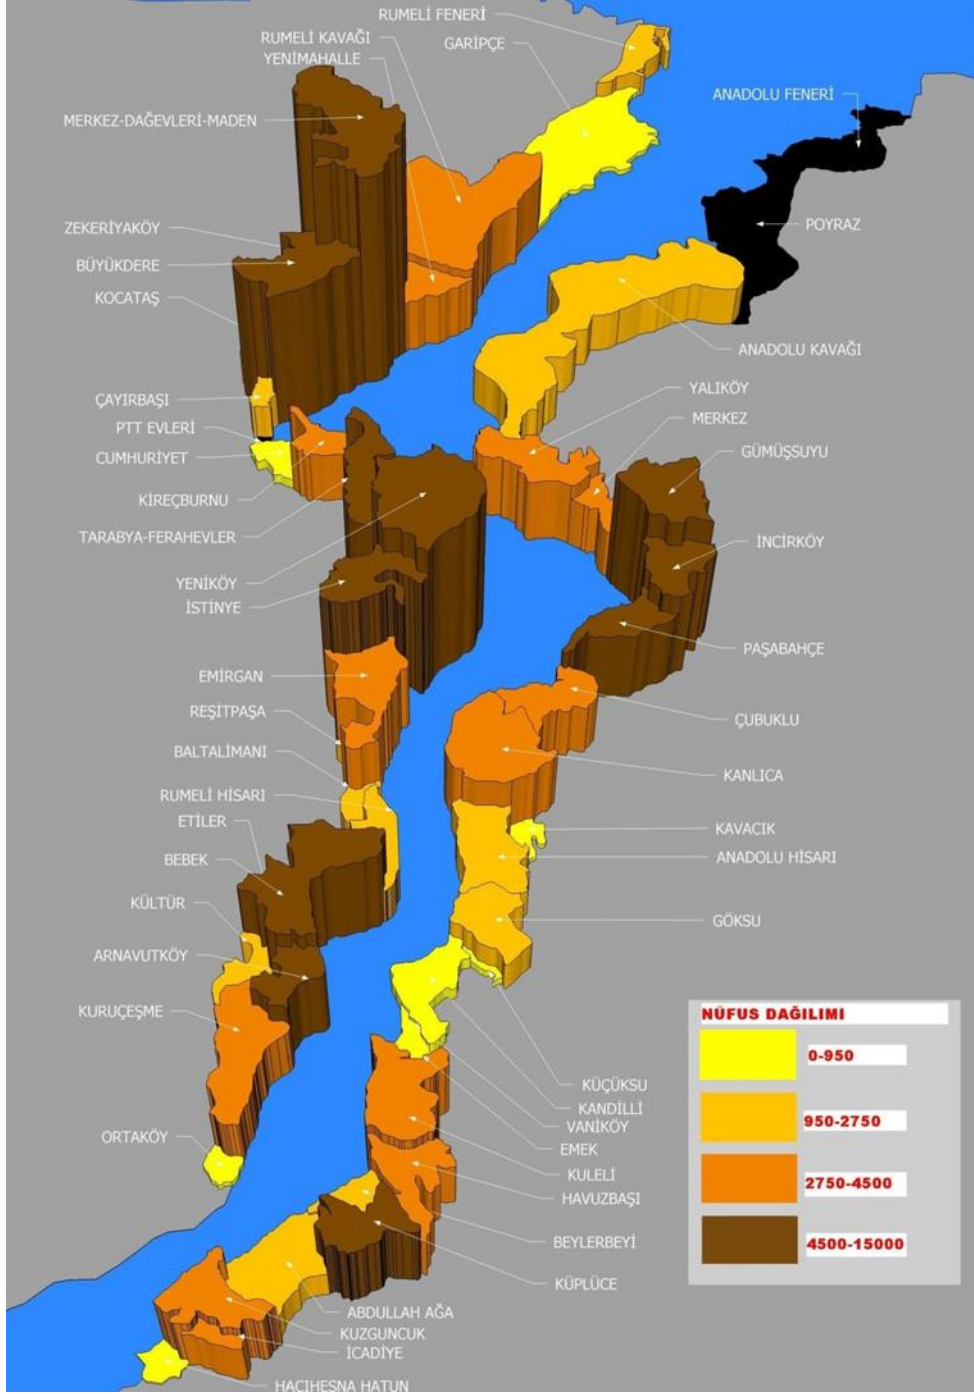 RUMELİ FENERİ
RUMELİ KAVAĞI
GARİPÇE
YENİMAHALLE
ANADOLU FENERİ
MERKEZ-DAĞEVLERİ-MADEN
ZEKERİYAKÖY
POYRAZ
BÜYÜKDERE
KOCATAŞ
ANADOLU KAVAĞI
YALIKÖY
ÇAYIRBAŞI
MERKEZ
PTT EVLERİ
GÜMÜŞSUYU
CUMHURİYET
KİREÇBURNU
TARABYA-FERAHEVLER
İNCİRKÖY
YENİKÖY
İSTİNYE
PAŞABAHÇE
EMİRGAN
REŞİTPAŞA
ÇUBUKLU
BALTALİMANI
KANLICA
RUMELİ HİSARI
ETİLER
KAVACIK
BEBEK
ANADOLU HİSARI
KÜLTÜR
GÖKSU
ARNAVUTKÖY
KURUÇEŞME
NÜFUS DAĞILIMI
0-950
950-2750
2750-4500
4500-15000
KÜÇÜKSU
KANDİLLİ
VANİKÖY
ORTAKÖY
EMEK
KULELİ
HAVUZBAŞI
BEYLERBEYİ
KÜPLÜCE
ABDULLAH AĞA
KUZGUNCUK
İCADİYE
HACIHESNA HATUN